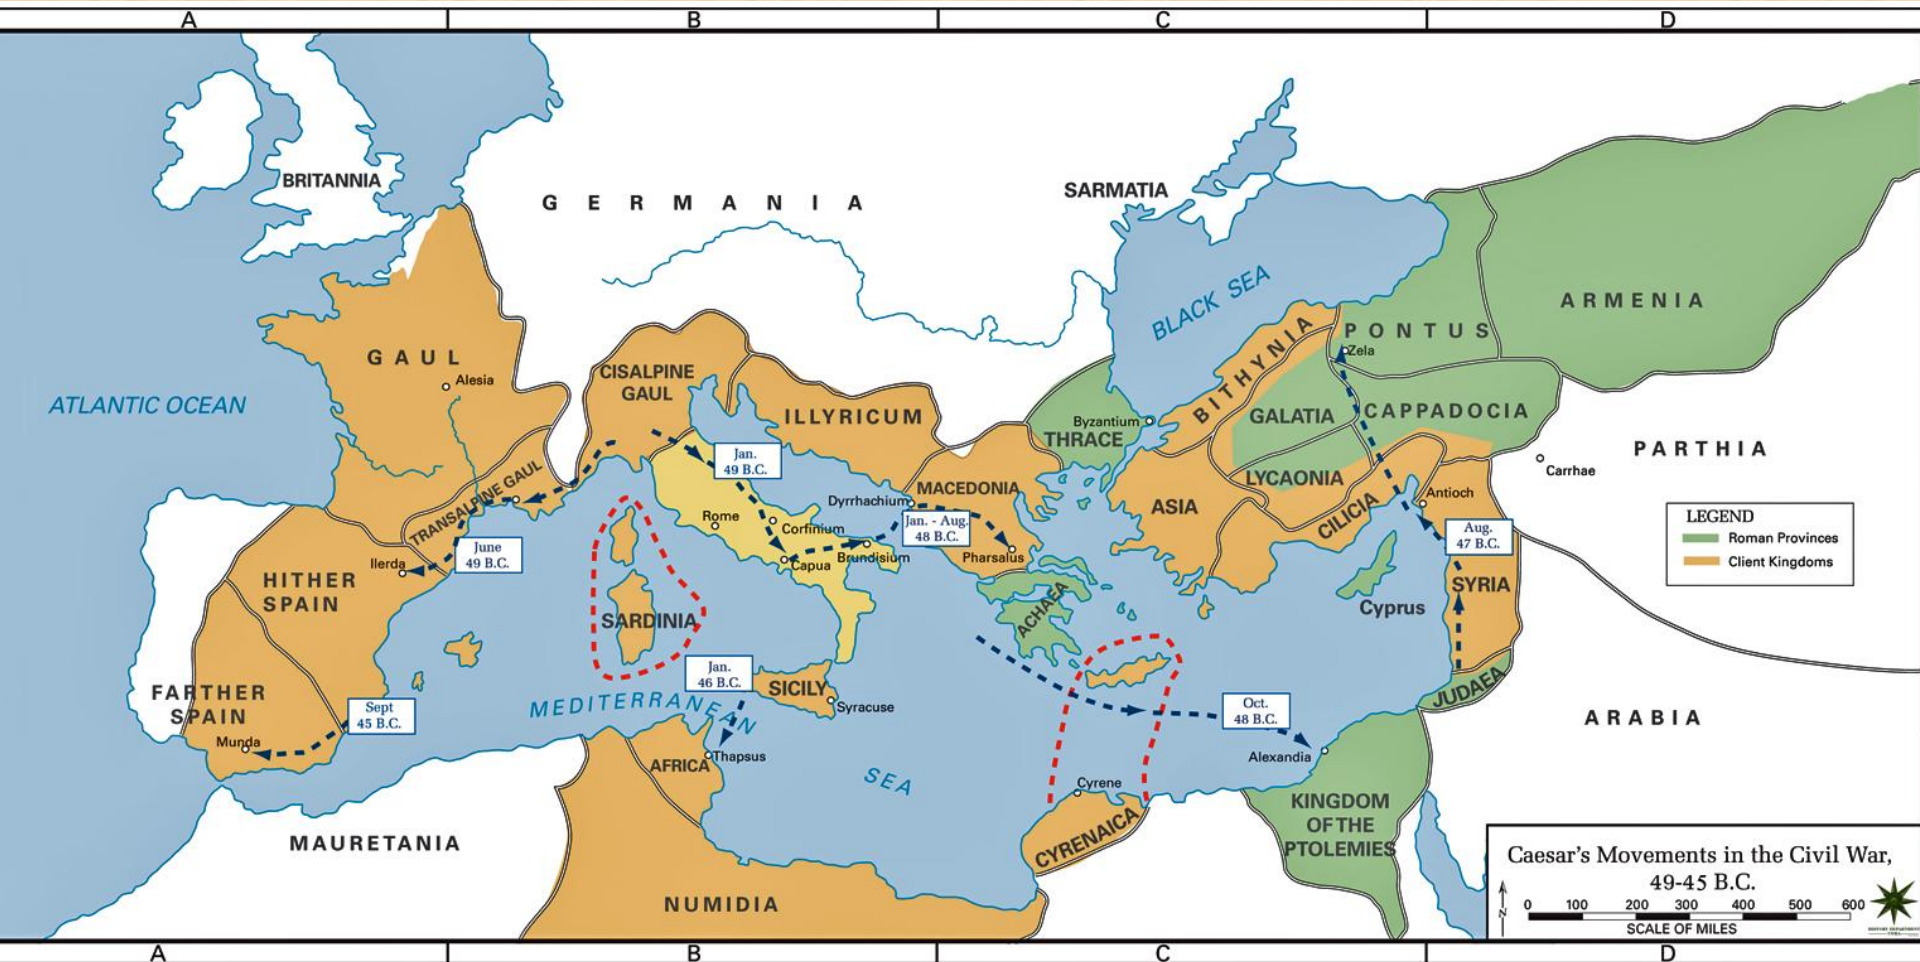 A B C D
BRITANNIA
GERMANIA
SARMATIA
BLACK SEA
ARMENIA
PONTUS
Zela
GAUL
Alesia
CISALPINE
GAUL
ILLYRICUM
BITHYNIA
GALATIA
CAPPADOCIA
ATLANTIC OCEAN
Byzantium
THRACE
PARTHIA
Carrhae
Jan.
49 B.C.
TRANSALPINE GAUL
LYCAONIA
MACEDONIA
Dyrrhachium
ASIA
CILICIA
Antioch
Rome
Corfinium
Capua
Brundisium
Jan. - Aug.
48 B.C.
Pharsalus
Aug.
47 B.C.
LEGEND
Roman Provinces
Client Kingdoms
June
49 B.C.
Ilerda
HITHER
SPAIN
SARDINIA
ACHAEA
Cyprus
SYRIA
JUDAEA
Jan.
46 B.C.
SICILY
Syracuse
FARTHER
SPAIN
Munda
Sept
45 B.C.
MEDITERRANEAN
SEA
Oct.
48 B.C.
Alexandia
ARABIA
AFRICA
Thapsus
Cyrene
CYRENAICA
KINGDOM
OF THE
PTOLEMIES
MAURETANIA
NUMIDIA
Caesar's Movements in the Civil War,
49-45 B.C.
N
0 100 200 300 400 500 600
SCALE OF MILES
A B C D